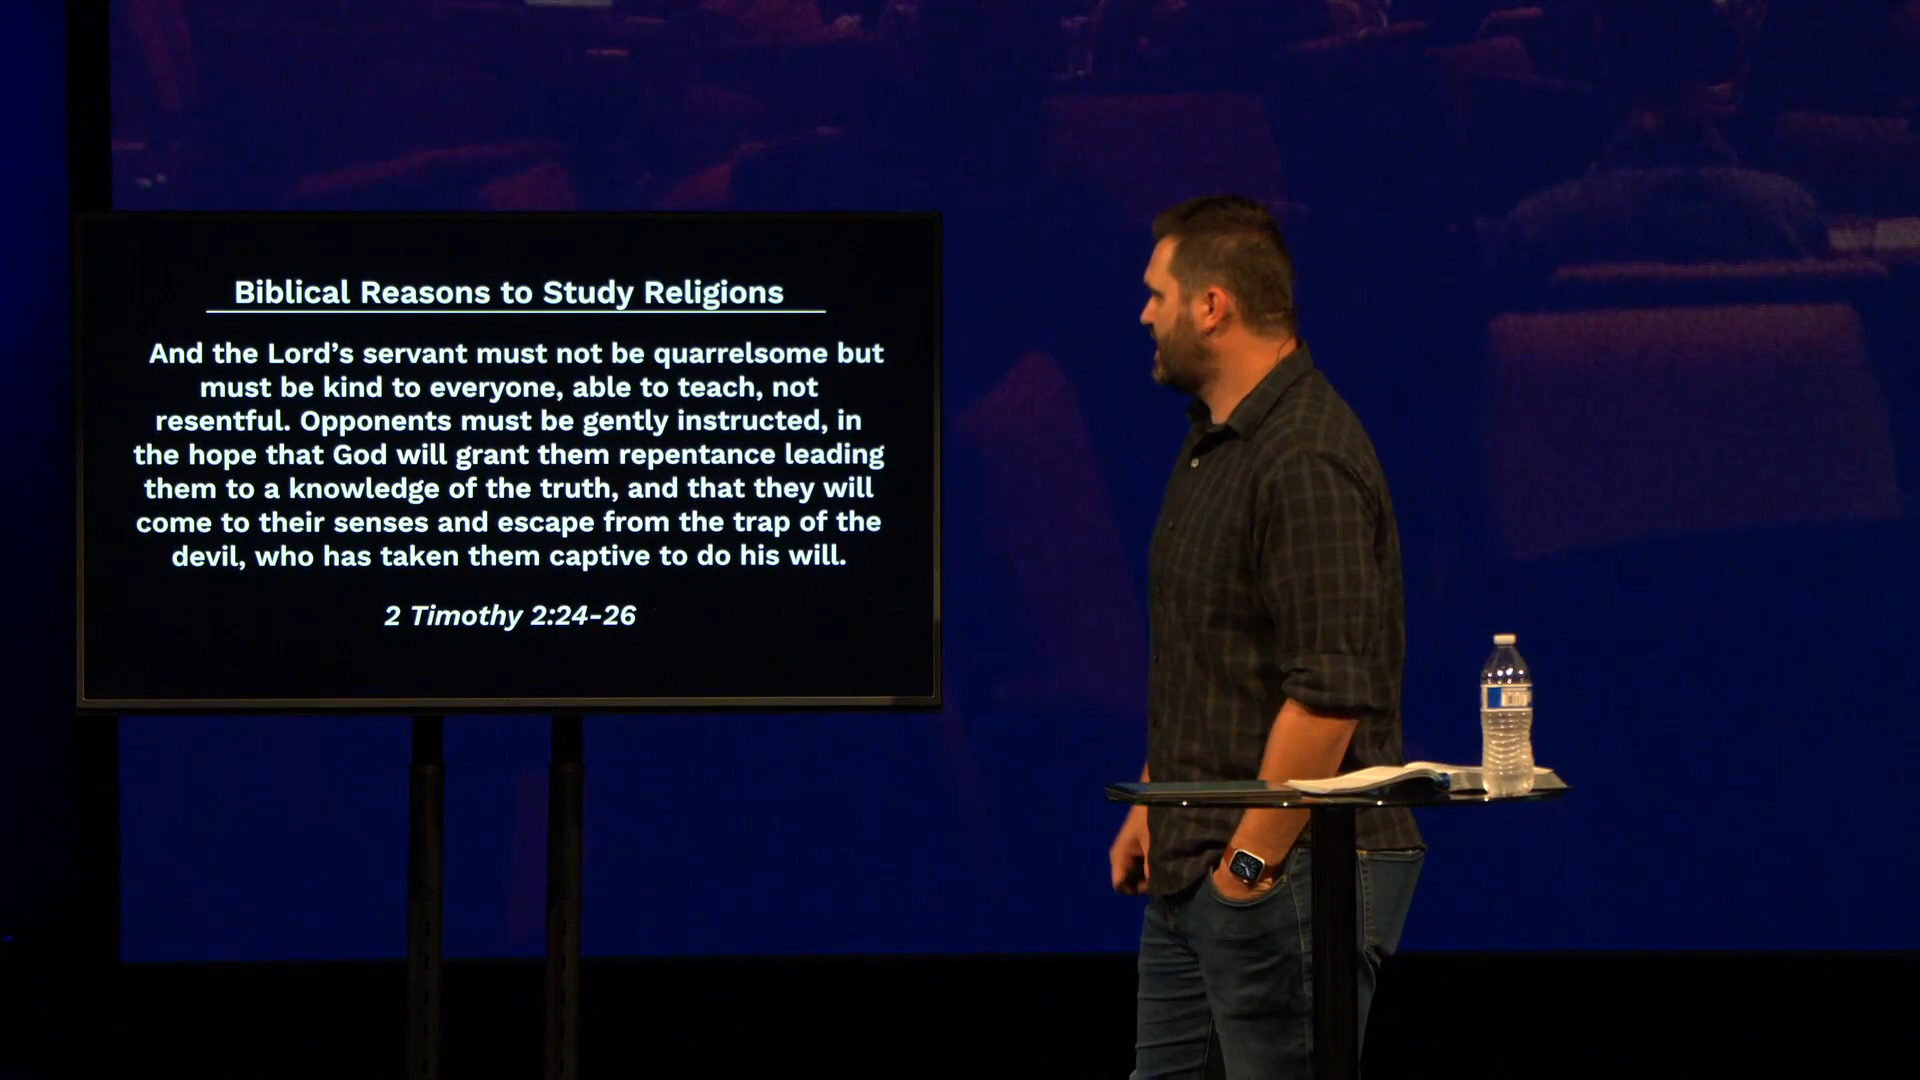 Biblical Reasons to Study Religions
And the Lord’s servant must not be quarrelsome but
must be kind to everyone, able to teach, not
resentful. Opponents must be gently instructed, in
the hope that God will grant them repentance leading
them to a knowledge of the truth, and that they will
come to their senses and escape from the trap of the
devil, who has taken them captive to do his will.
2 Timothy 2:24-26